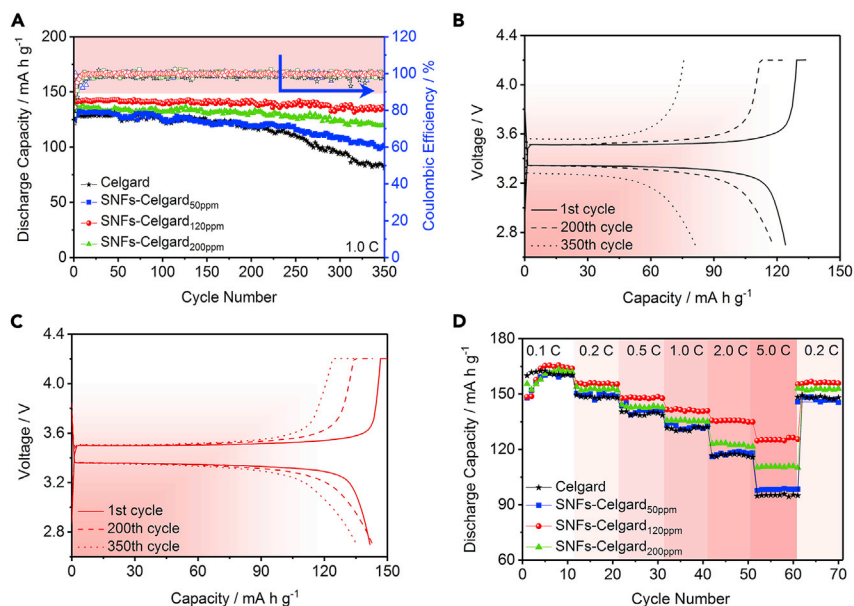 A
200
150
100
50
0
Discharge Capacity / mA h g-1
0 50 100 150 200 250 300 350
Cycle Number
120
100
80
60
40
20
0
Coulombic Efficiency / %
Celgard
SNFs-Celgard50ppm
SNFs-Celgard120ppm
SNFs-Celgard200ppm
1.0 C
B
4.2
3.6
3.0
Voltage / V
0 30 60 90 120 150
Capacity / mA h g-1
1st cycle
200th cycle
350th cycle
C
4.4
4.0
3.6
3.2
2.8
Voltage / V
0 30 60 90 120 150
Capacity / mA h g-1
1st cycle
200th cycle
350th cycle
D
180
150
120
90
60
Discharge Capacity / mA h g-1
0 10 20 30 40 50 60 70
Cycle Number
0.1 C 0.2 C 0.5 C 1.0 C 2.0 C 5.0 C 0.2 C
Celgard
SNFs-Celgard50ppm
SNFs-Celgard120ppm
SNFs-Celgard200ppm